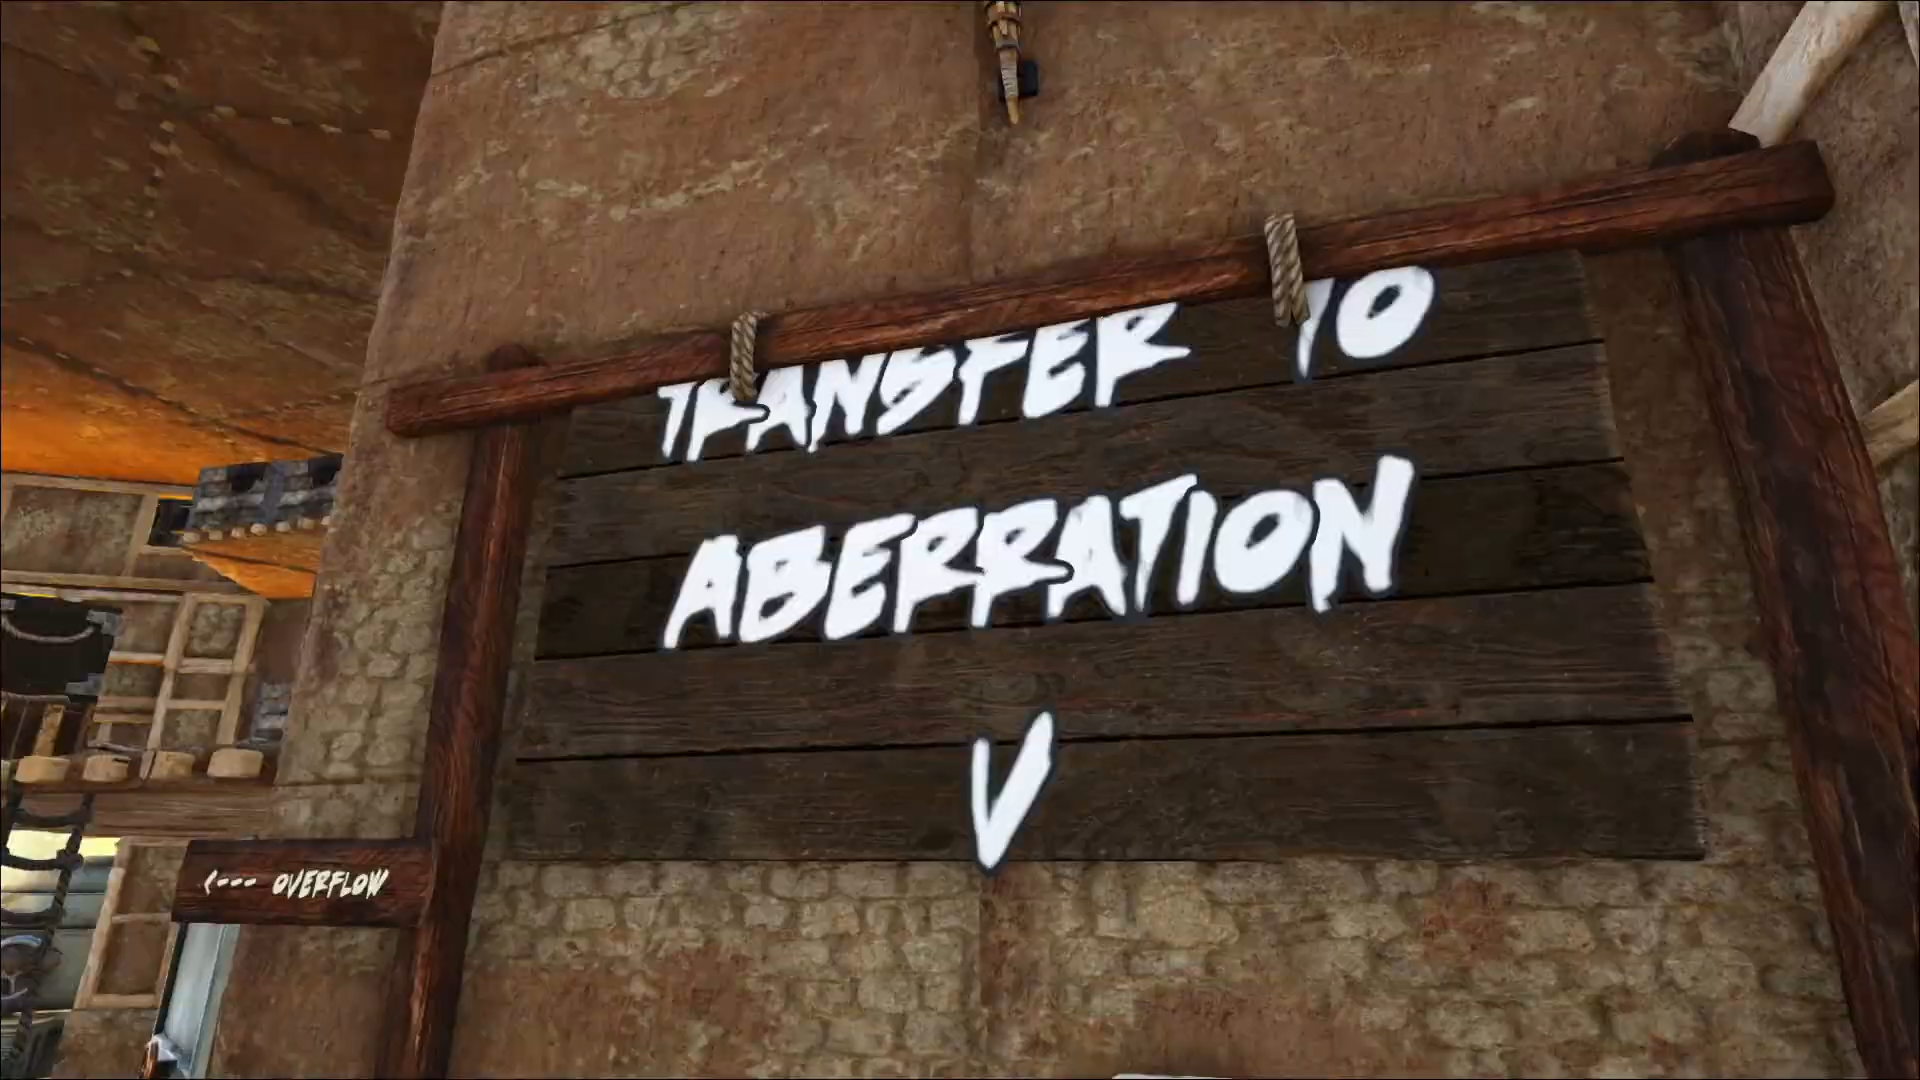 TRANSFER TO
ABERRATION
V
<--- OVERFLOW